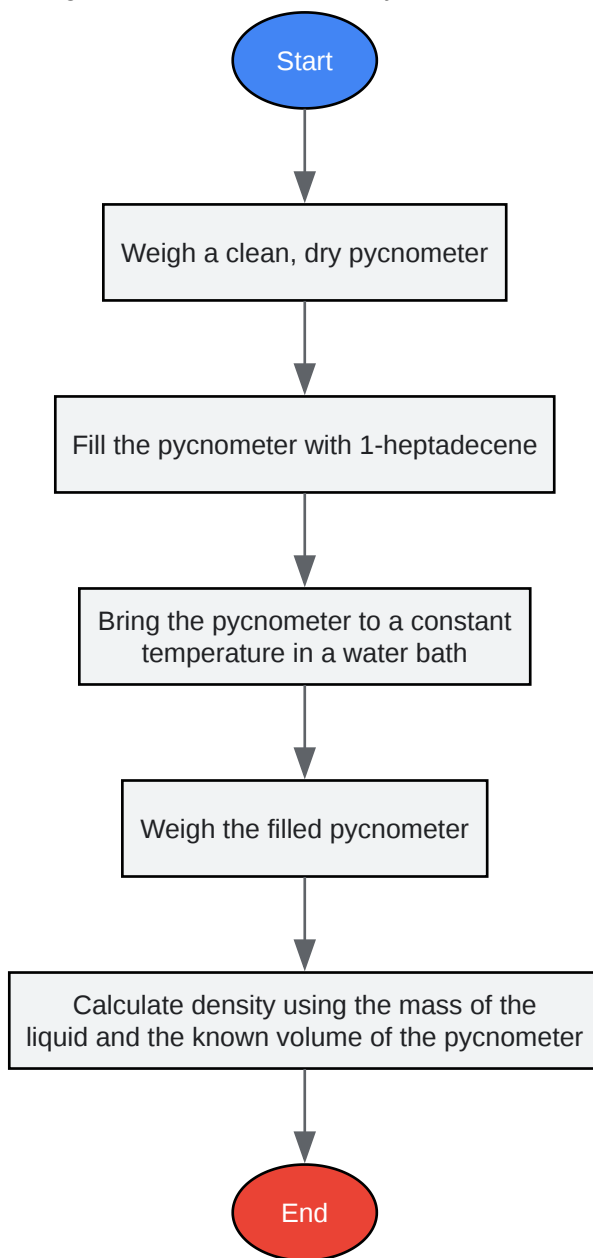 Start
Weigh a clean, dry pycnometer
Fill the pycnometer with 1-heptadecene
Bring the pycnometer to a constant
temperature in a water bath
Weigh the filled pycnometer
Calculate density using the mass of the
liquid and the known volume of the pycnometer
End